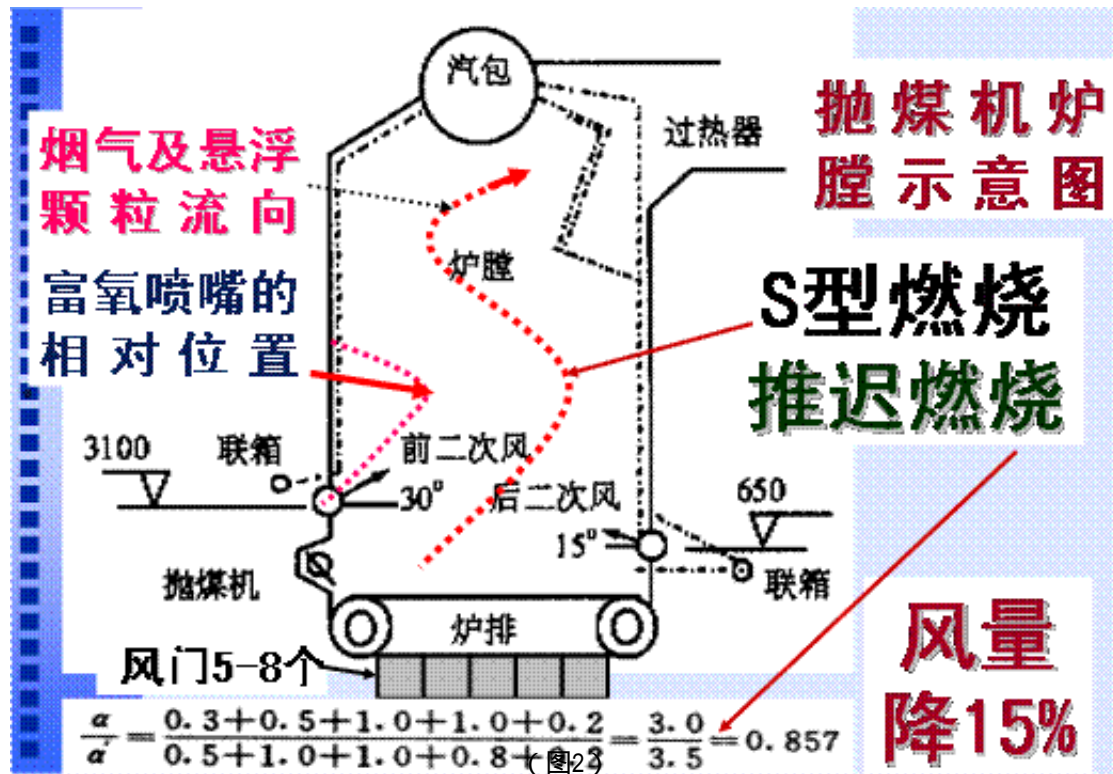 汽包
过热器
抛煤机炉
膛示意图
烟气及悬浮
颗粒流向
炉膛
富氧喷嘴的
相对位置
S型燃烧
推迟燃烧
3100
联箱
前二次风
30°
后二次风
15°
650
联箱
抛煤机
炉排
风门5-8个
风量
降15%
α/α' = (0.3+0.5+1.0+1.0+0.2)/(0.5+1.0+1.0+0.8+0.2) = 3.0/3.5 = 0.857
(图2)